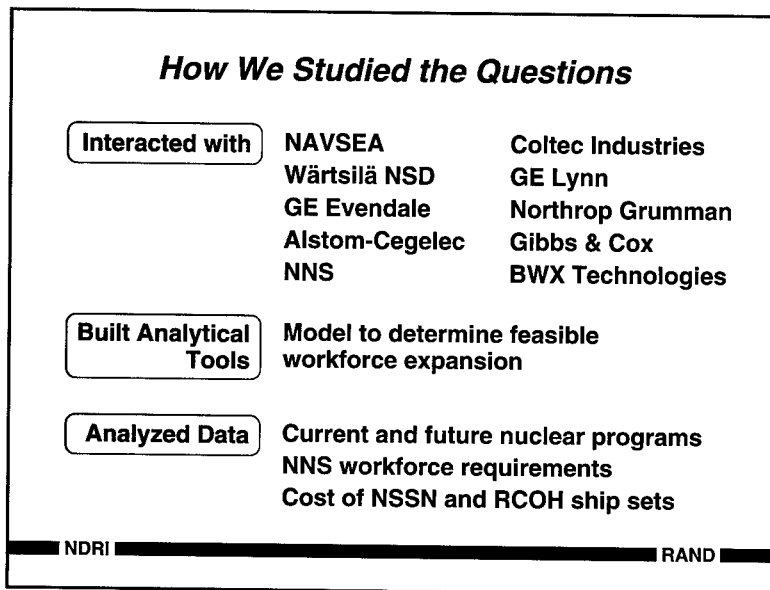 How We Studied the Questions
Interacted with
NAVSEA
Wärtsilä NSD
GE Evendale
Alstom-Cegelec
NNS
Coltec Industries
GE Lynn
Northrop Grumman
Gibbs & Cox
BWX Technologies
Built Analytical
Tools
Model to determine feasible
workforce expansion
Analyzed Data
Current and future nuclear programs
NNS workforce requirements
Cost of NSSN and RCOH ship sets
NDRI
RAND